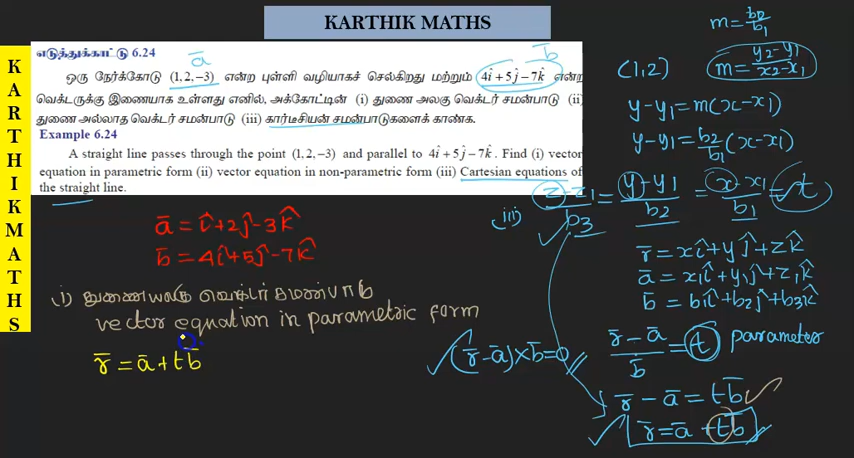 KARTHIK MATHS
K
A
R
T
H
I
K
M
A
T
H
S
எடுத்துக்காட்டு 6.24
ஒரு நேர்க்கோடு (1, 2, −3) என்ற புள்ளி வழியாகச் செல்கிறது மற்றும் 4î + 5ĵ − 7k̂ என்ற
வெக்டருக்கு இணையாக உள்ளது எனில், அக்கோட்டின் (i) துணை அலகு வெக்டர் சமன்பாடு (ii)
துணை அல்லாத வெக்டர் சமன்பாடு (iii) கார்டீசியன் சமன்பாடுகளைக் காண்க.
Example 6.24
A straight line passes through the point (1, 2, −3) and parallel to 4î + 5ĵ − 7k̂. Find (i) vector
equation in parametric form (ii) vector equation in non-parametric form (iii) Cartesian equations of
the straight line.
a̅
b̅
a̅ = î+2ĵ-3k̂
b̅ = 4î+5ĵ-7k̂
i)
vector equation in parametric form
r̅ = a̅ + tb̅
m = b2/b1
(1,2)
m = y2-y1/x2-x1
y-y1 = m(x-x1)
y-y1 = b2/b1 (x-x1)
iii) z-z1/b3 = y-y1/b2 = x-x1/b1 = t
r̅ = xî+yĵ+zk̂
a̅ = x1î+y1ĵ+z1k̂
b̅ = b1î+b2ĵ+b3k̂
r̅-a̅/b̅ = t parameter
(r̅-a̅)×b̅=0
r̅-a̅ = tb̅
r̅=a̅+tb̅